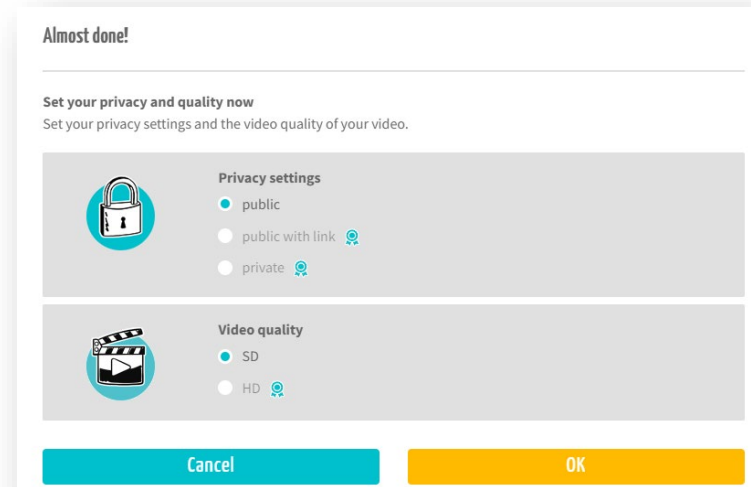 Almost done!
Set your privacy and quality now
Set your privacy settings and the video quality of your video.
Privacy settings
public
public with link
private
Video quality
SD
HD
Cancel
OK